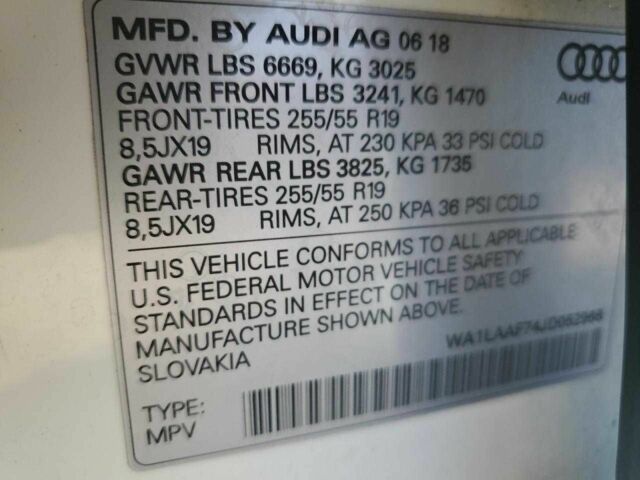 MFD. BY AUDI AG 06 18
GVWR LBS 6669, KG 3025
GAWR FRONT LBS 3241, KG 1470
FRONT-TIRES 255/55 R19
8,5JX19 RIMS, AT 230 KPA 33 PSI COLD
GAWR REAR LBS 3825, KG 1735
REAR-TIRES 255/55 R19
8,5JX19 RIMS, AT 250 KPA 36 PSI COLD
Audi
THIS VEHICLE CONFORMS TO ALL APPLICABLE
U.S. FEDERAL MOTOR VEHICLE SAFETY
STANDARDS IN EFFECT ON THE DATE OF
MANUFACTURE SHOWN ABOVE.
SLOVAKIA
TYPE:
MPV